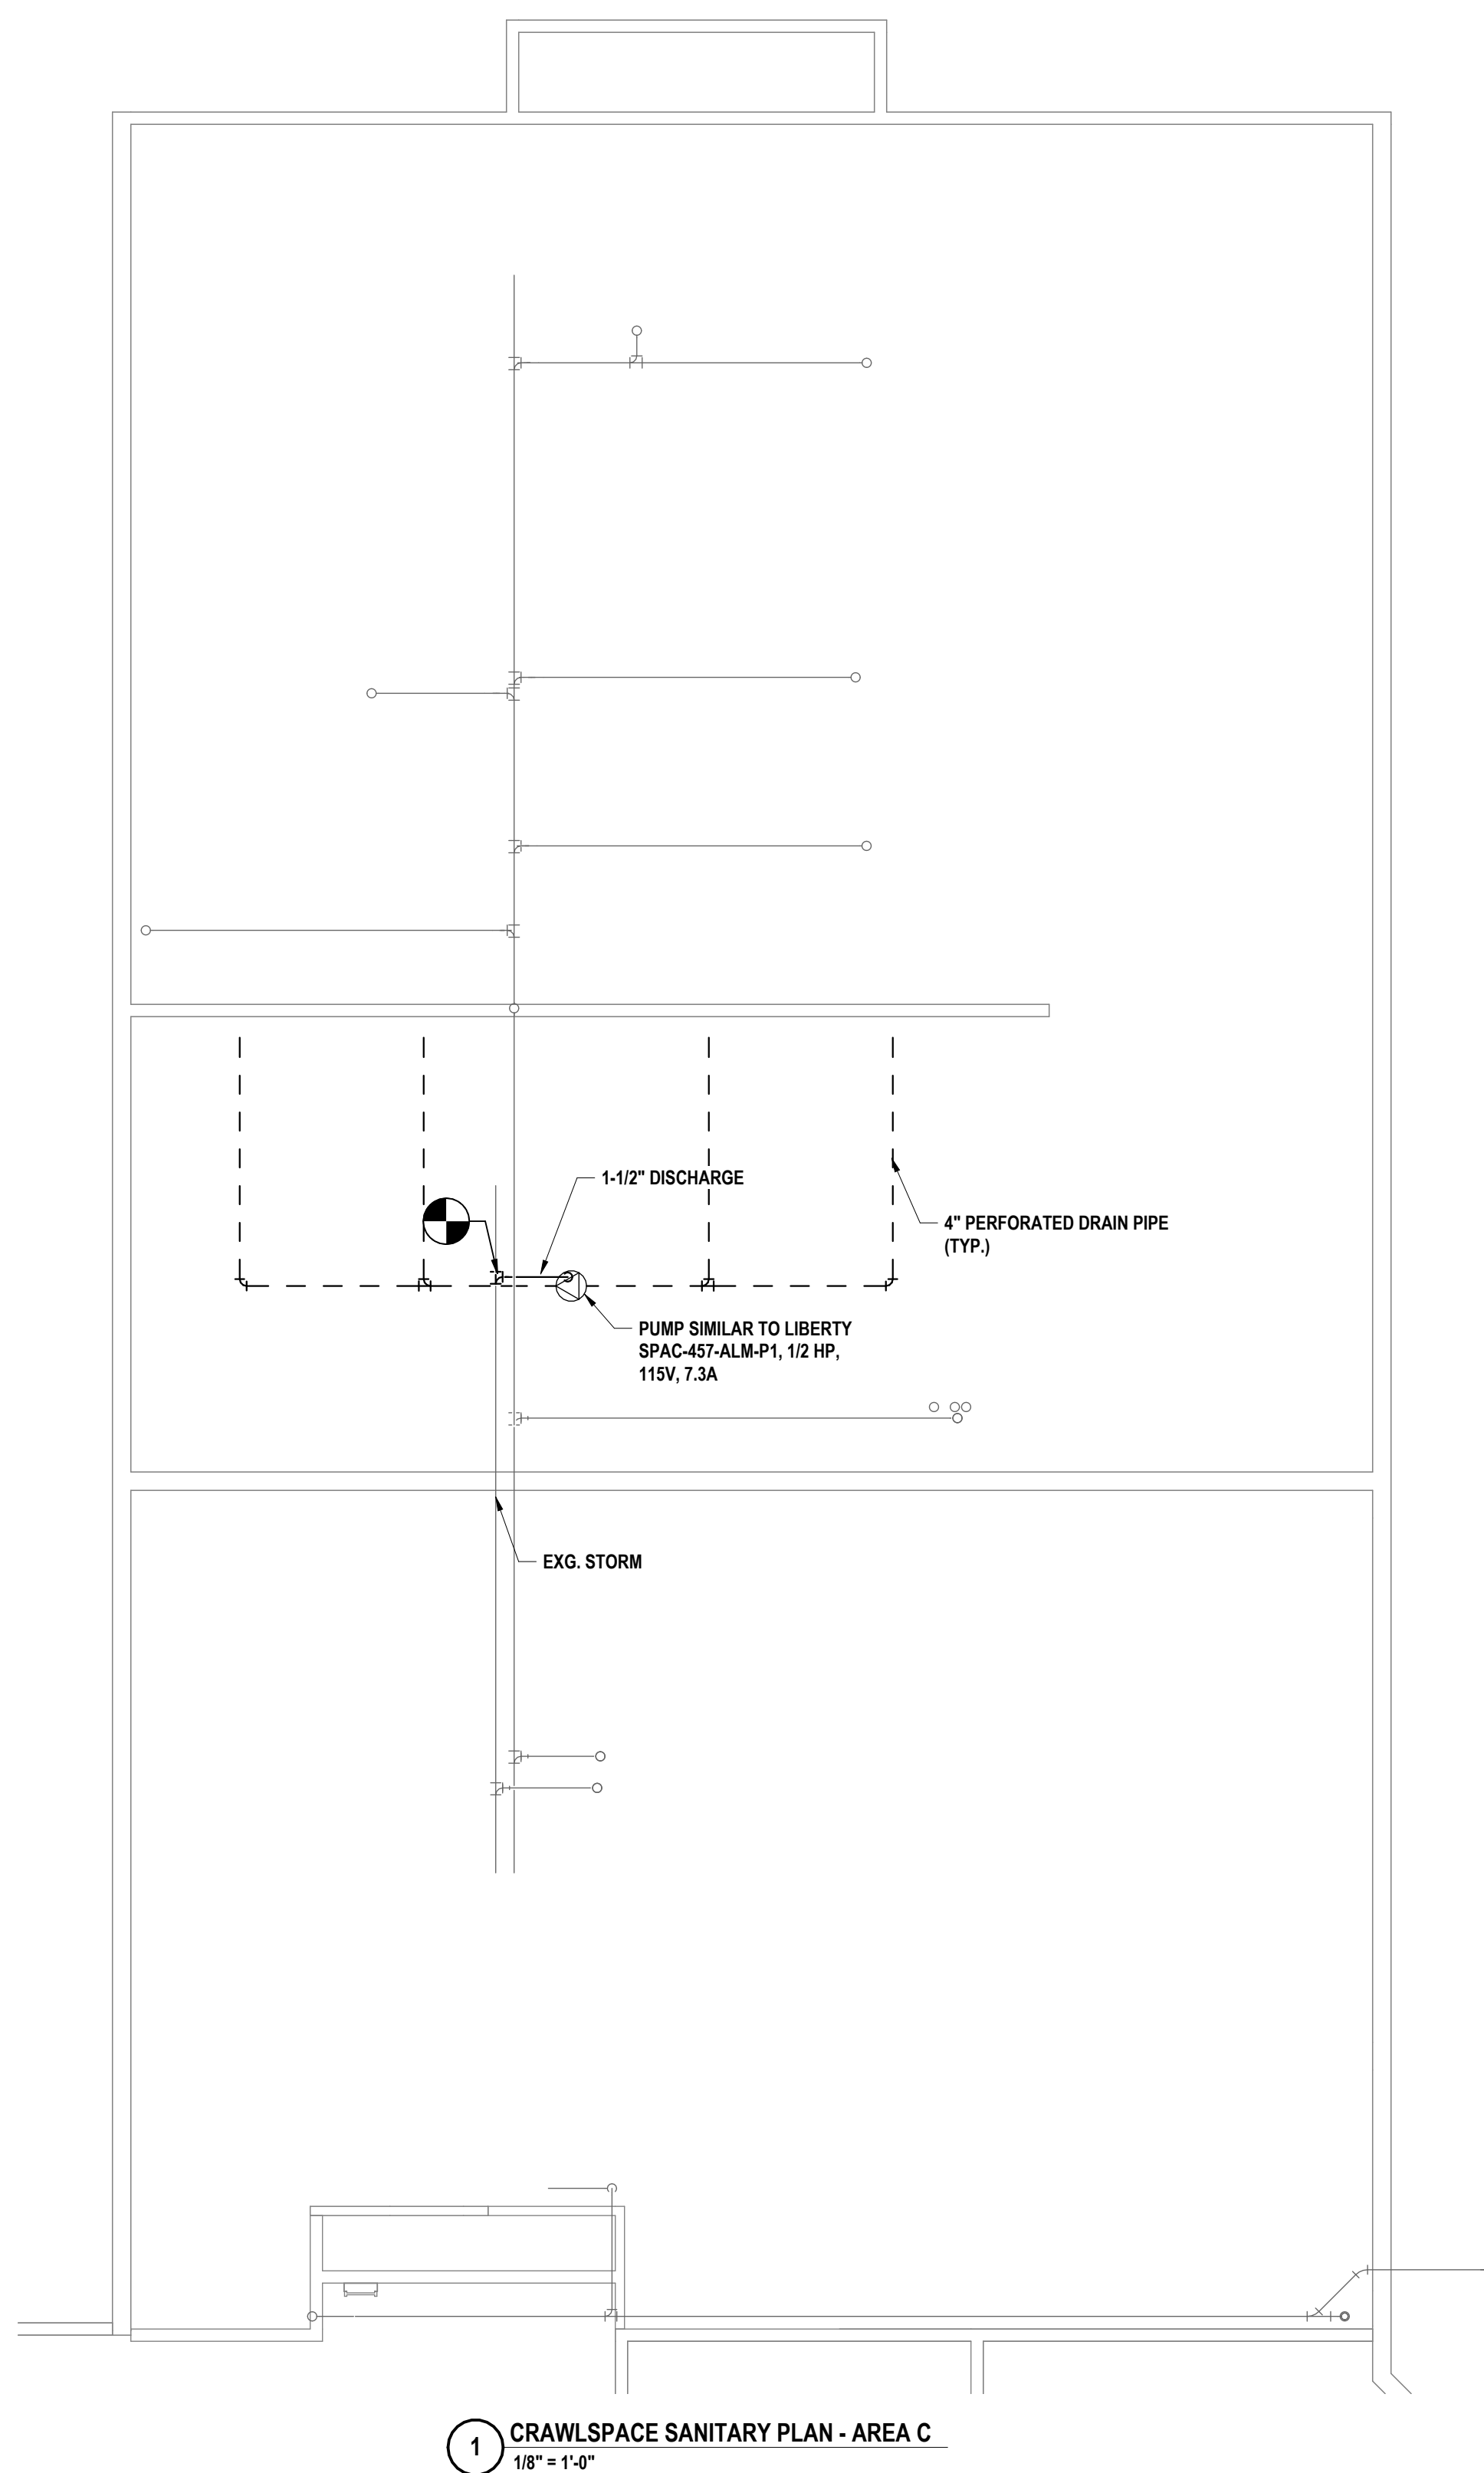 1-1/2" DISCHARGE
4" PERFORATED DRAIN PIPE
(TYP.)
PUMP SIMILAR TO LIBERTY
SPAC-457-ALM-P1, 1/2 HP,
115V, 7.3A
EXG. STORM
1
CRAWLSPACE SANITARY PLAN - AREA C
1/8" = 1'-0"